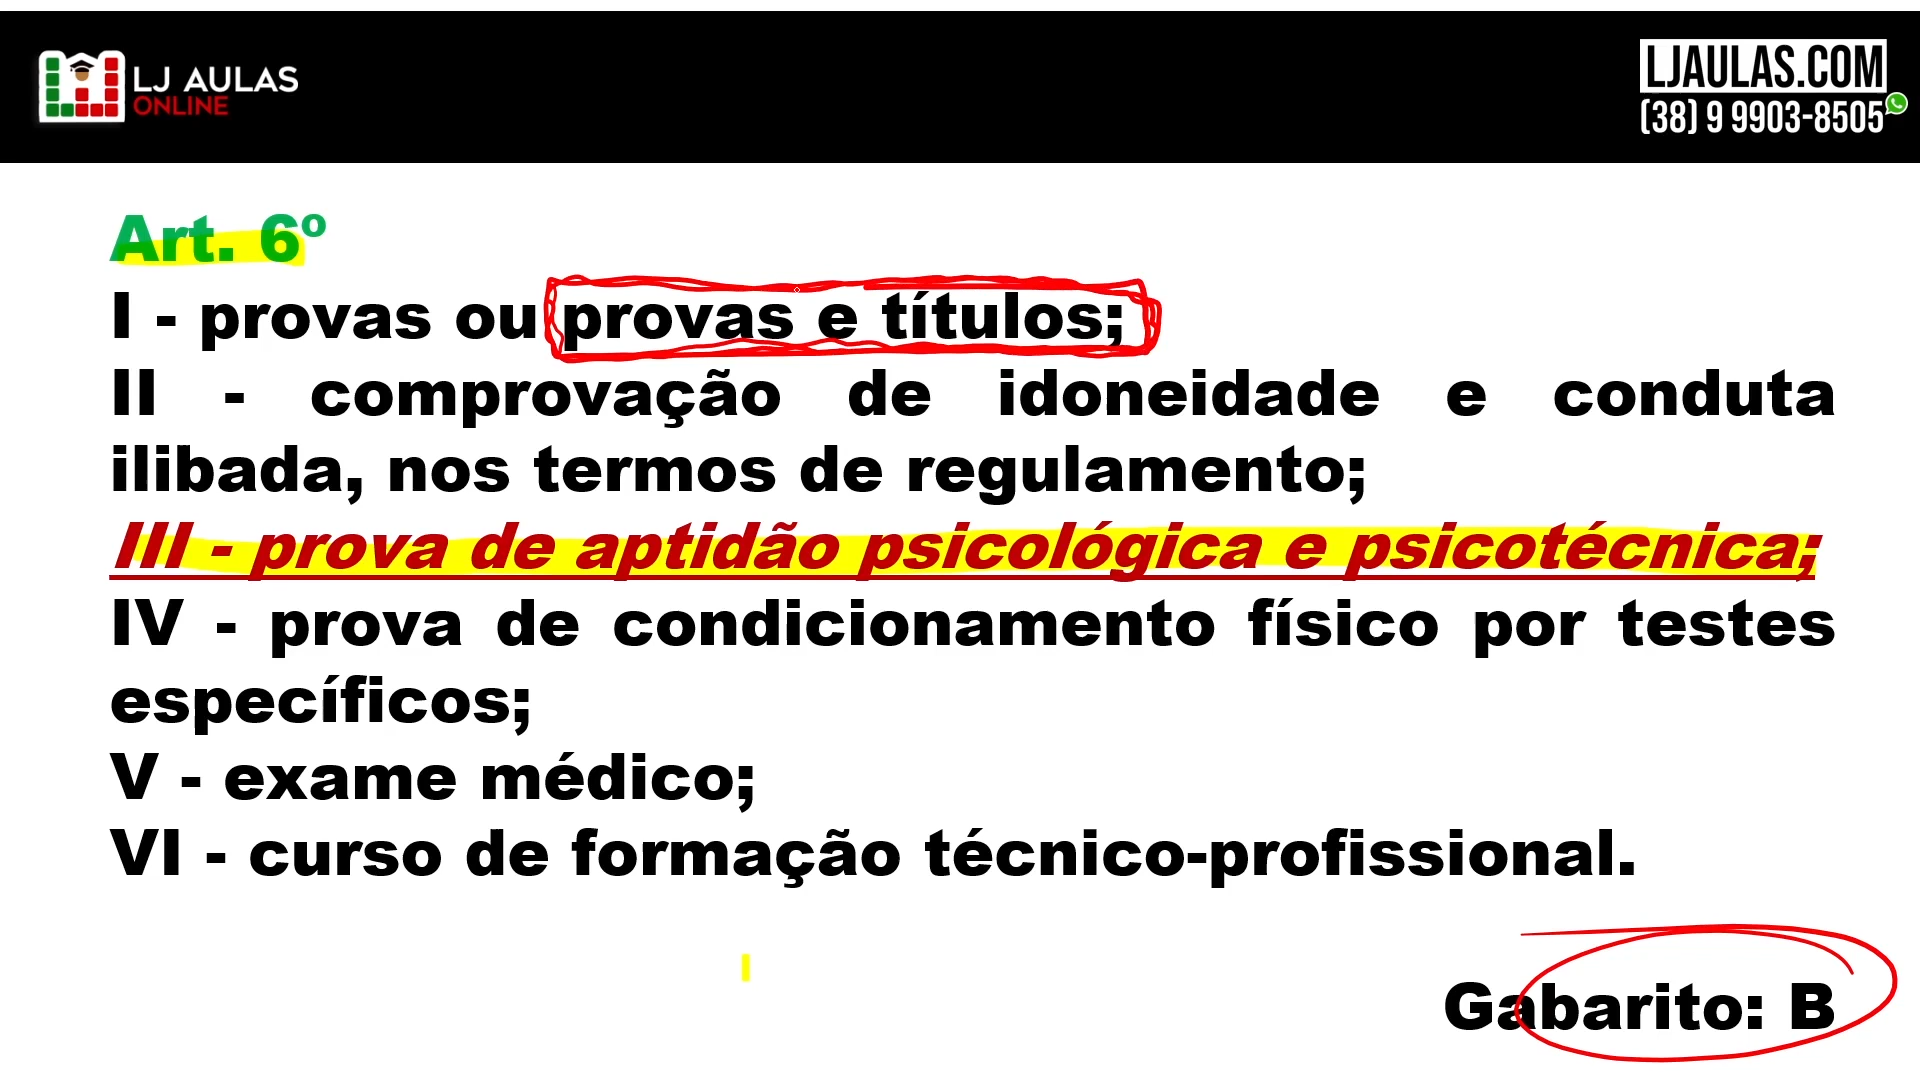 LJ AULAS
ONLINE
LJAULAS.COM
(38) 9 9903-8505
Art. 6º
I - provas ou provas e títulos;
II - comprovação de idoneidade e conduta
ilibada, nos termos de regulamento;
III - prova de aptidão psicológica e psicotécnica;
IV - prova de condicionamento físico por testes
específicos;
V - exame médico;
VI - curso de formação técnico-profissional.
Gabarito: B